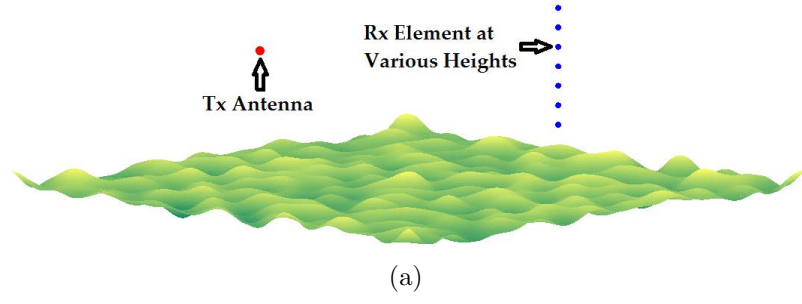 Rx Element at
Various Heights
Tx Antenna
(a)